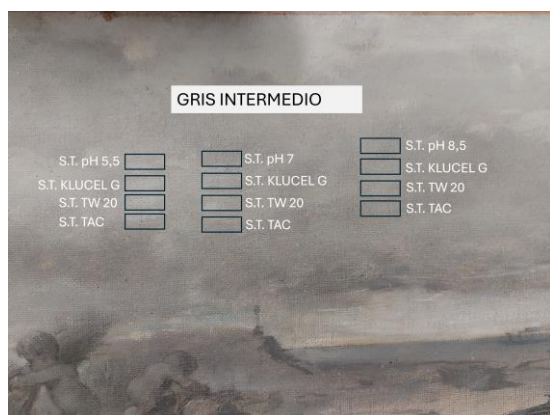 GRIS INTERMEDIO
S.T. pH 5,5
S.T. KLUCEL G
S.T. TW 20
S.T. TAC
S.T. pH 7
S.T. KLUCEL G
S.T. TW 20
S.T. TAC
S.T. pH 8,5
S.T. KLUCEL G
S.T. TW 20
S.T. TAC